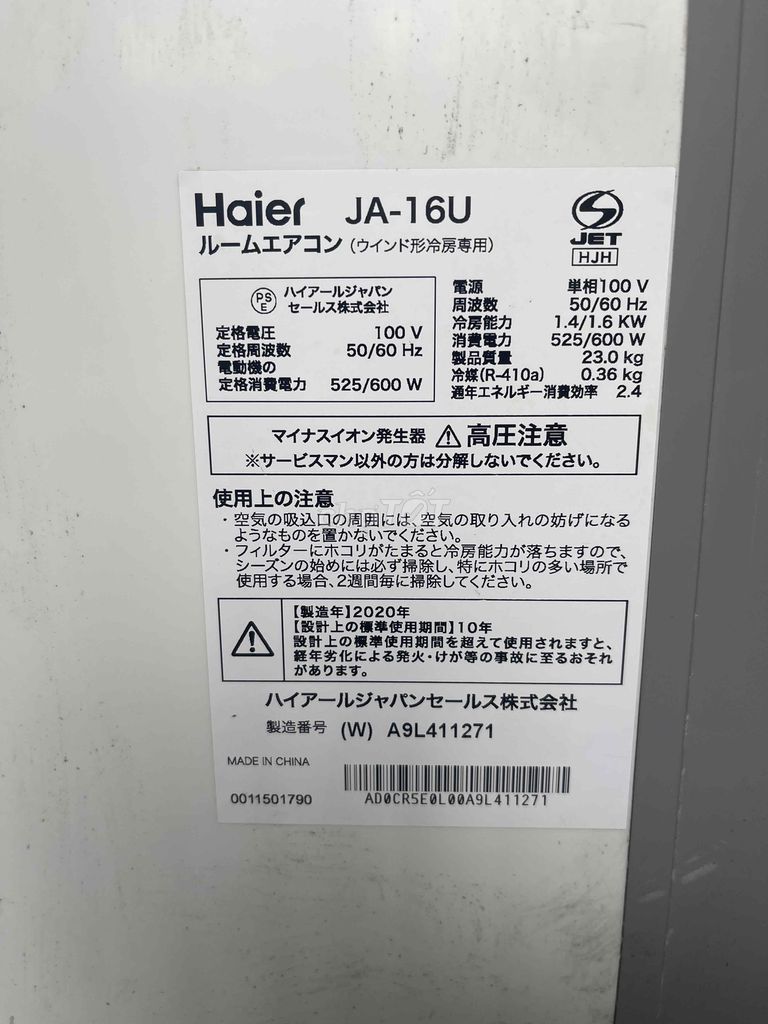 Haier JA-16U
ルームエアコン (ウインド形冷房専用)
JET
HJH
PS
E
ハイアールジャパン
セールス株式会社
定格電圧 100 V
定格周波数 50/60 Hz
電動機の
定格消費電力 525/600 W
電源 単相100 V
周波数 50/60 Hz
冷房能力 1.4/1.6 KW
消費電力 525/600 W
製品質量 23.0 kg
冷媒(R-410a) 0.36 kg
通年エネルギー消費効率 2.4
マイナスイオン発生器 ⚠ 高圧注意
※サービスマン以外の方は分解しないでください。
使用上の注意
・空気の吸込口の周囲には、空気の取り入れの妨げになる
ようなものを置かないでください。
・フィルターにホコリがたまると冷房能力が落ちますので、
シーズンの始めには必ず掃除し、特にホコリの多い場所で
使用する場合、2週間毎に掃除してください。
【製造年】2020年
【設計上の標準使用期間】10年
設計上の標準使用期間を超えて使用されますと、
経年劣化による発火・けが等の事故に至るおそれ
があります。
ハイアールジャパンセールス株式会社
製造番号 (W) A9L411271
MADE IN CHINA
0011501790
AD0CR5E0L00A9L411271